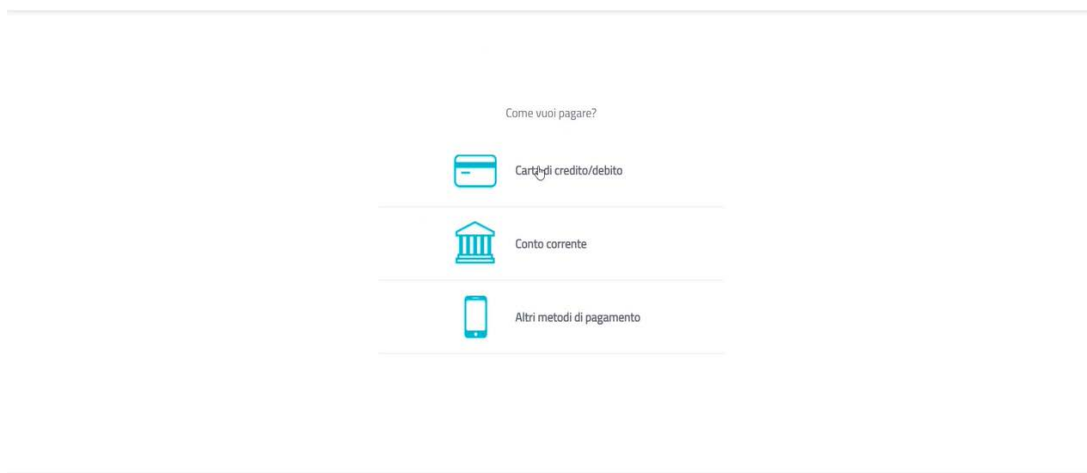 Come vuoi pagare?
Carta di credito/debito
Conto corrente
Altri metodi di pagamento